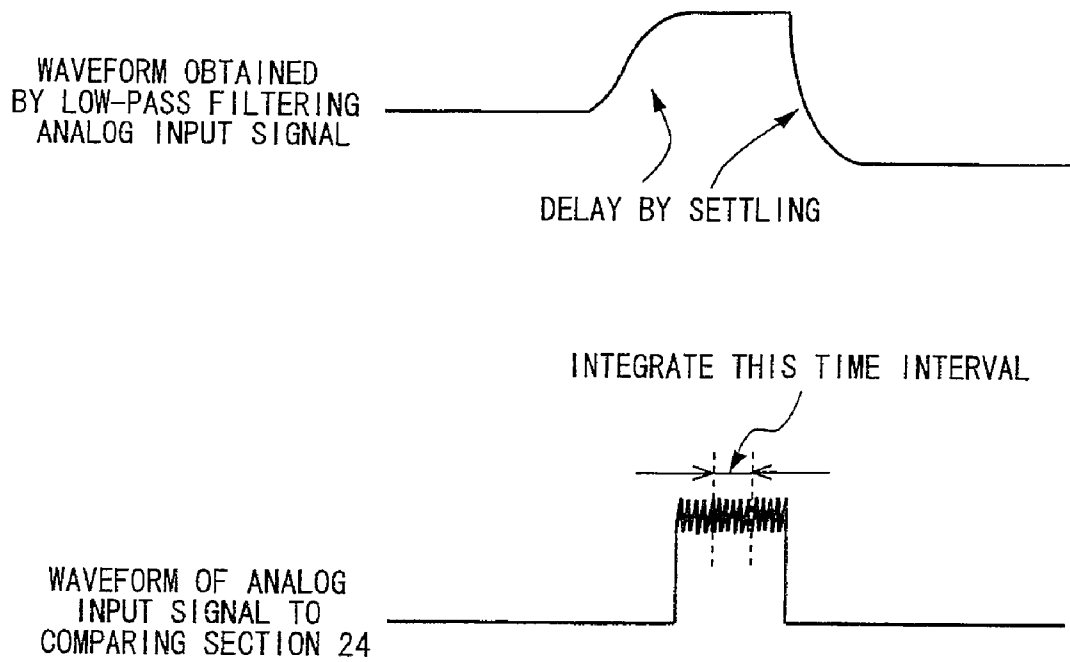 WAVEFORM OBTAINED
BY LOW-PASS FILTERING
ANALOG INPUT SIGNAL
DELAY BY SETTLING
INTEGRATE THIS TIME INTERVAL
WAVEFORM OF ANALOG
INPUT SIGNAL TO
COMPARING SECTION 24